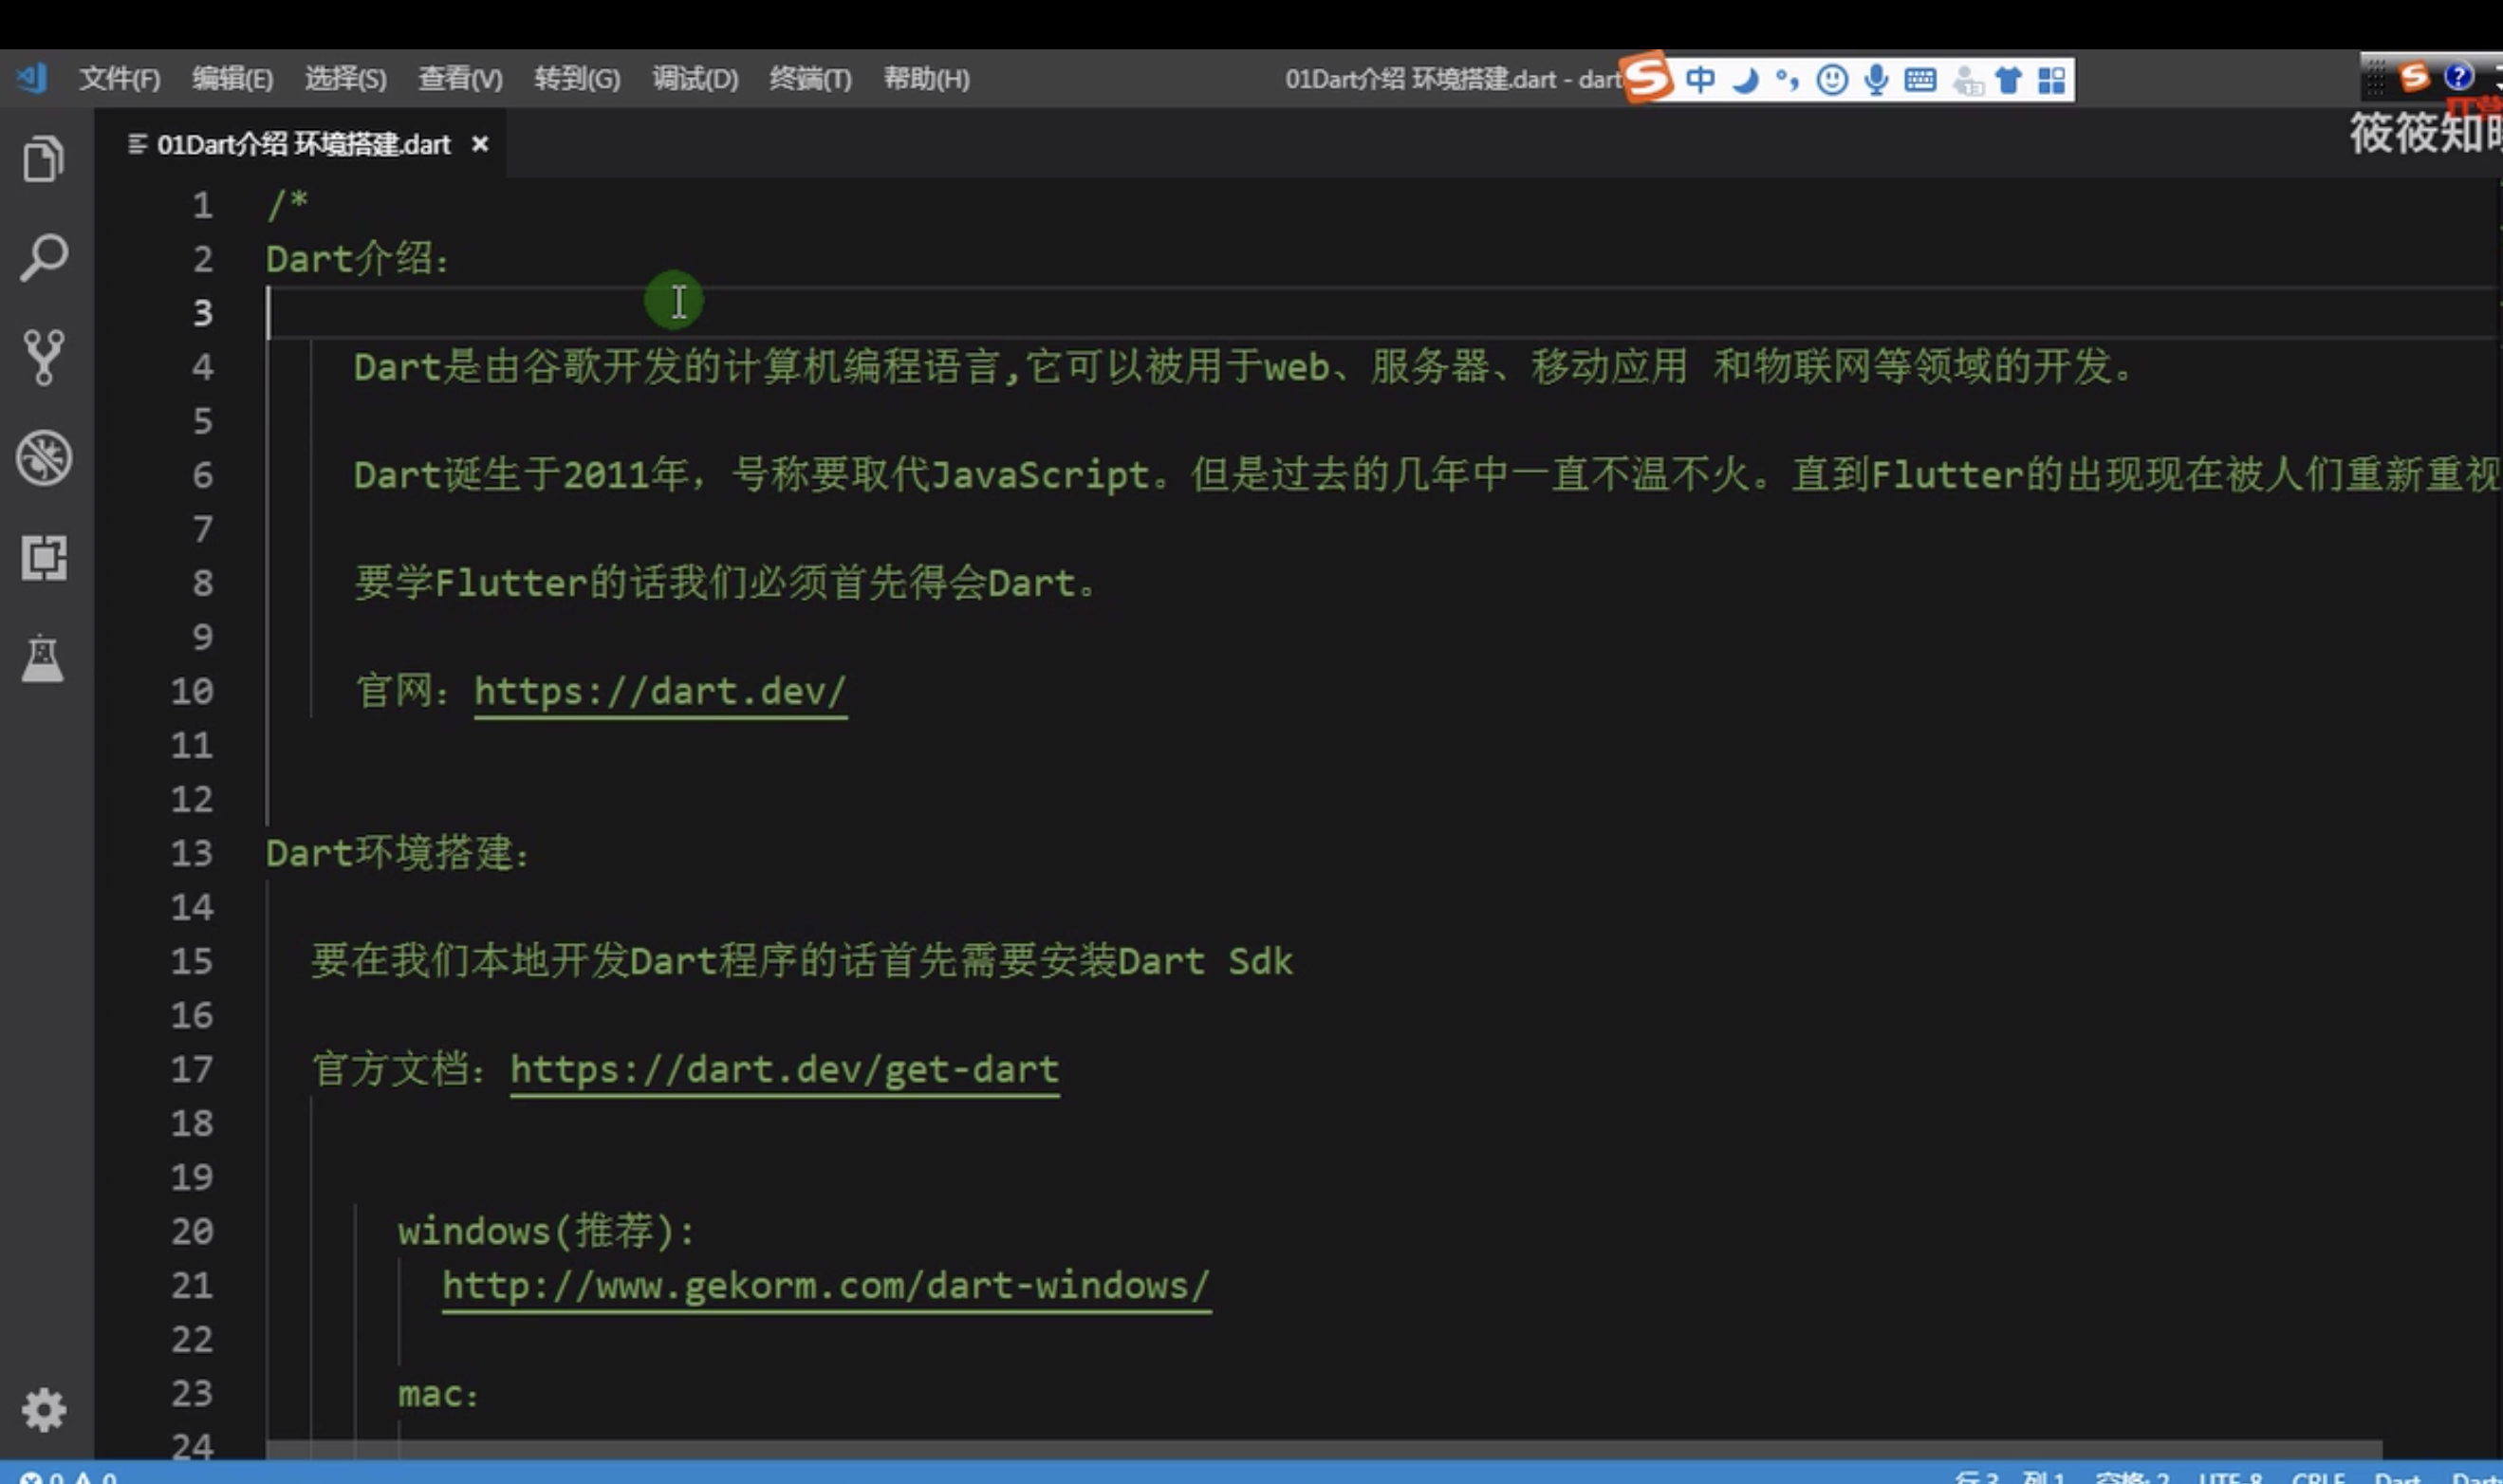 文件(F) 编辑(E) 选择(S) 查看(V) 转到(G) 调试(D) 终端(T) 帮助(H) 01Dart介绍 环境搭建.dart - dart 中
01Dart介绍 环境搭建.dart ×
筱筱知
1 /*
2 Dart介绍：
3
4 Dart是由谷歌开发的计算机编程语言,它可以被用于web、服务器、移动应用 和物联网等领域的开发。
5
6 Dart诞生于2011年，号称要取代JavaScript。但是过去的几年中一直不温不火。直到Flutter的出现现在被人们重新重视
7
8 要学Flutter的话我们必须首先得会Dart。
9
10 官网：https://dart.dev/
11
12
13 Dart环境搭建：
14
15 要在我们本地开发Dart程序的话首先需要安装Dart Sdk
16
17 官方文档：https://dart.dev/get-dart
18
19
20 windows(推荐):
21 http://www.gekorm.com/dart-windows/
22
23 mac：
24
0 0 行 3，列 1 空格: 2 UTF-8 CRLF Dart Dart